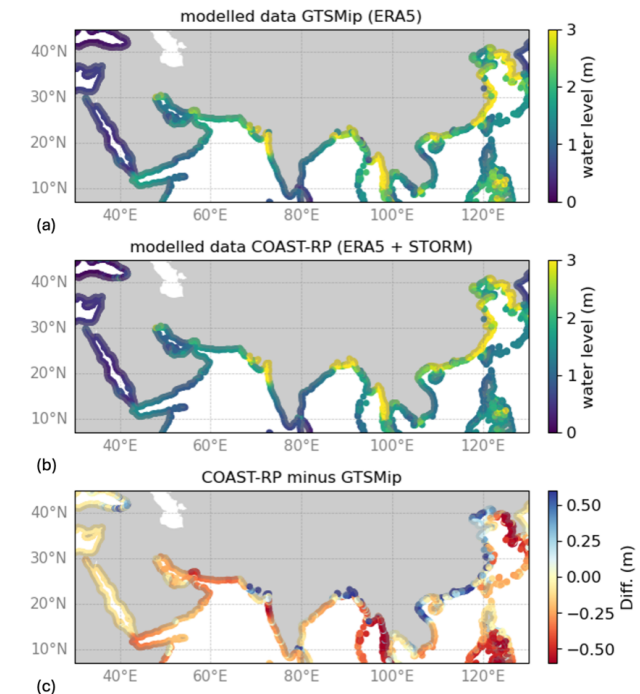 modelled data GTSMip (ERA5)
40°N
30°N
20°N
10°N
40°E 60°E 80°E 100°E 120°E
3
2
1
0
water level (m)
(a)
modelled data COAST-RP (ERA5 + STORM)
40°N
30°N
20°N
10°N
40°E 60°E 80°E 100°E 120°E
3
2
1
0
water level (m)
(b)
COAST-RP minus GTSMip
40°N
30°N
20°N
10°N
40°E 60°E 80°E 100°E 120°E
0.50
0.25
0.00
−0.25
−0.50
Diff. (m)
(c)